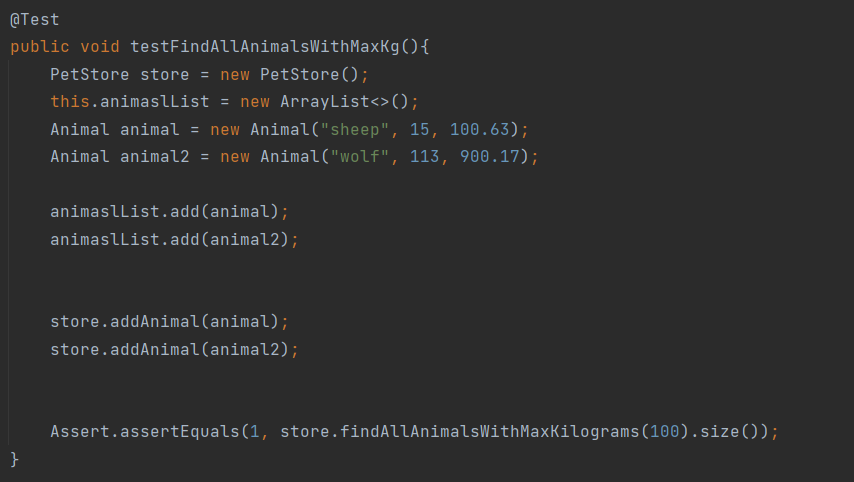 @Test
public void testFindAllAnimalsWithMaxKg(){
    PetStore store = new PetStore();
    this.animaslList = new ArrayList<>();
    Animal animal = new Animal("sheep", 15, 100.63);
    Animal animal2 = new Animal("wolf", 113, 900.17);
    animaslList.add(animal);
    animaslList.add(animal2);
    store.addAnimal(animal);
    store.addAnimal(animal2);
    Assert.assertEquals(1, store.findAllAnimalsWithMaxKilograms(100).size());
}